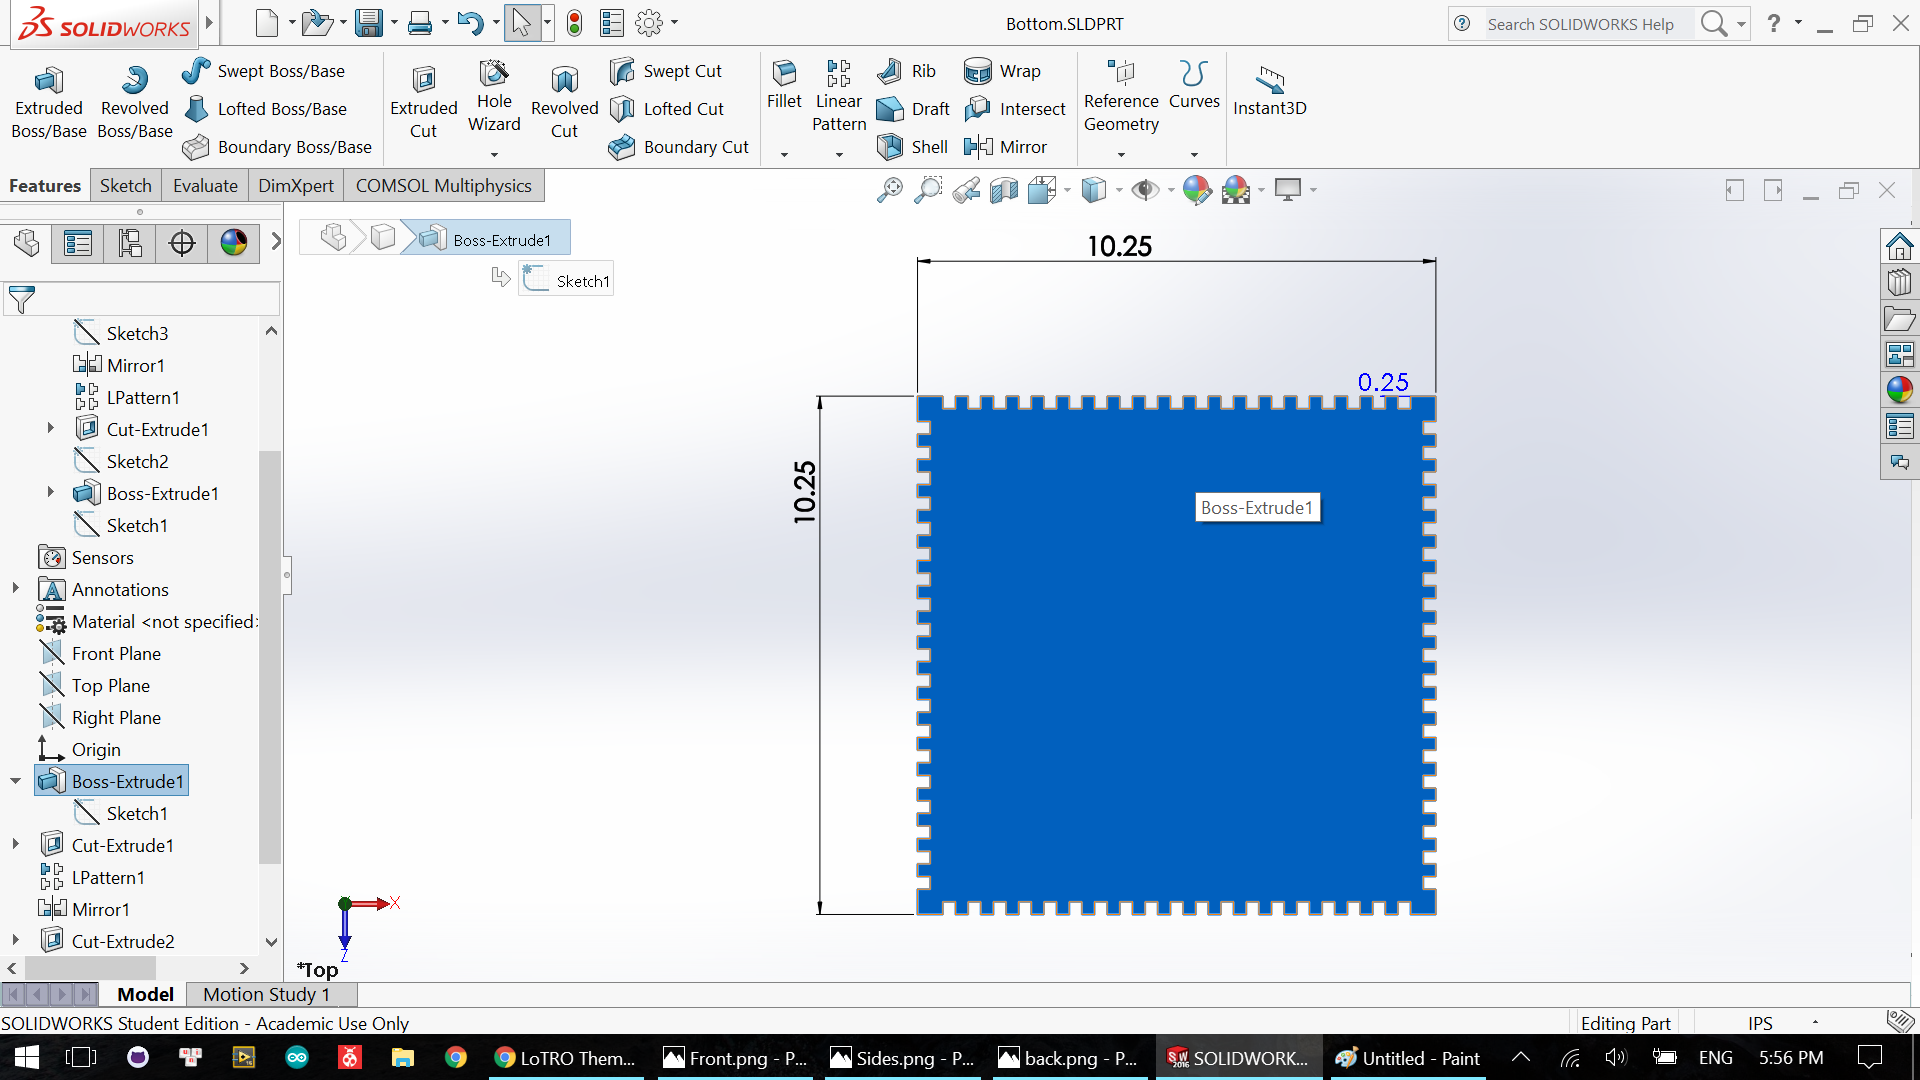 SOLIDWORKS
Bottom.SLDPRT
Search SOLIDWORKS Help
?
Extruded Boss/Base
Revolved Boss/Base
Swept Boss/Base
Lofted Boss/Base
Boundary Boss/Base
Extruded Cut
Hole Wizard
Revolved Cut
Swept Cut
Lofted Cut
Boundary Cut
Fillet
Linear Pattern
Rib
Draft
Shell
Wrap
Intersect
Mirror
Reference Geometry
Curves
Instant3D
Features
Sketch
Evaluate
DimXpert
COMSOL Multiphysics
Boss-Extrude1
Sketch1
Sketch3
Mirror1
LPattern1
Cut-Extrude1
Sketch2
Boss-Extrude1
Sketch1
Sensors
Annotations
Material <not specified>
Front Plane
Top Plane
Right Plane
Origin
Boss-Extrude1
Sketch1
Cut-Extrude1
LPattern1
Mirror1
Cut-Extrude2
10.25
0.25
10.25
Boss-Extrude1
X
Z
*Top
Model
Motion Study 1
SOLIDWORKS Student Edition - Academic Use Only
Editing Part
IPS
LoTRO Them...
Front.png - P...
Sides.png - P...
back.png - P...
SOLIDWORK...
Untitled - Paint
ENG
5:56 PM